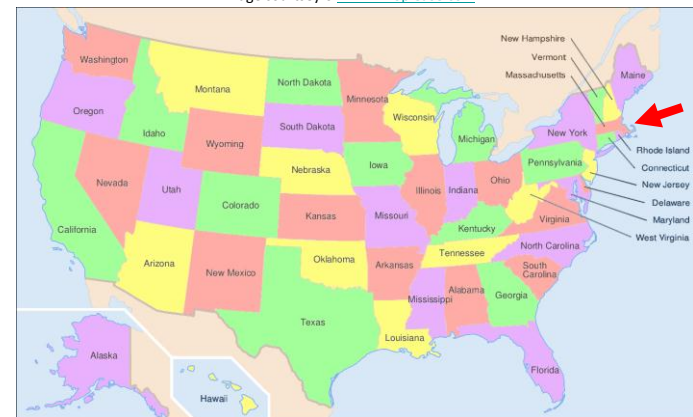 New Hampshire
Vermont
Massachusetts
Washington
Montana
North Dakota
Minnesota
Maine
Oregon
Idaho
South Dakota
Wisconsin
Michigan
New York
Wyoming
Rhode Island
Connecticut
Nebraska
Iowa
Pennsylvania
New Jersey
Nevada
Utah
Illinois
Indiana
Ohio
Delaware
Colorado
Kansas
Missouri
Virginia
Maryland
California
Kentucky
West Virginia
Arizona
New Mexico
Oklahoma
Arkansas
Tennessee
North Carolina
South
Carolina
Mississippi
Alabama
Georgia
Texas
Louisiana
Florida
Alaska
Hawaii